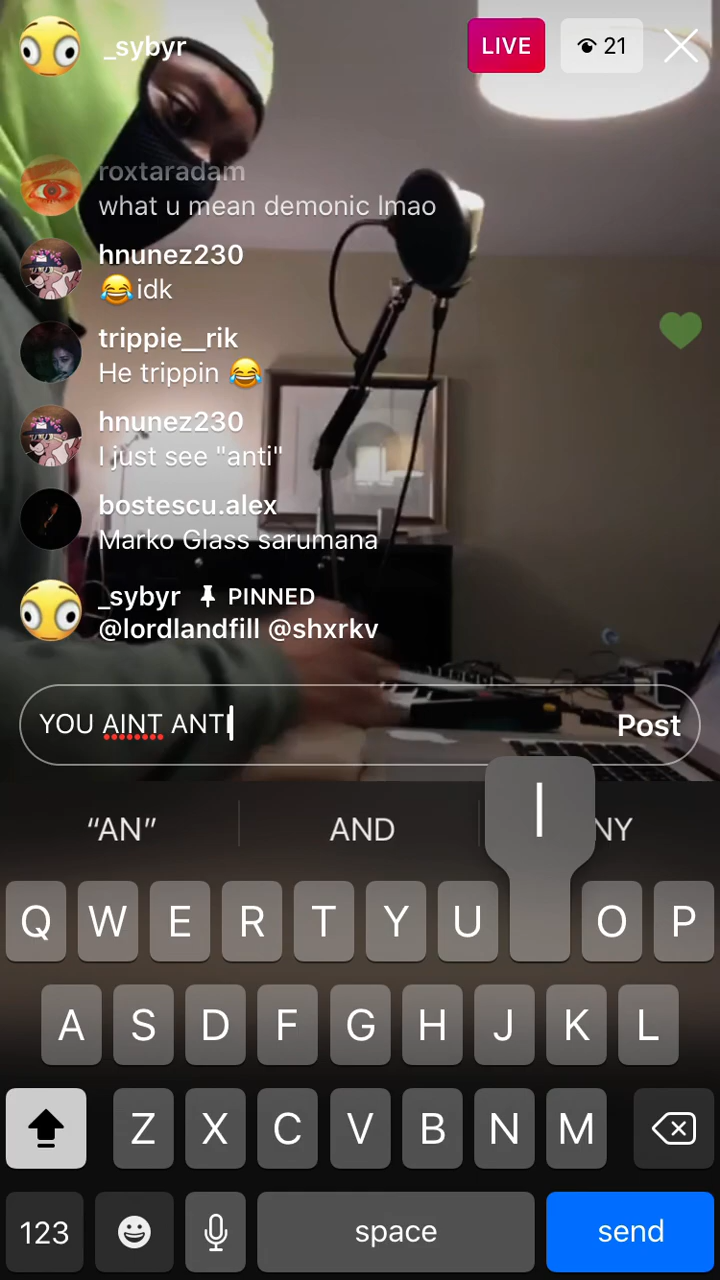 _sybyr
LIVE
21
roxtaradam
what u mean demonic lmao
hnunez230
😂idk
trippie__rik
He trippin 😂
hnunez230
I just see "anti"
bostescu.alex
Marko Glass sarumana
_sybyr PINNED
@lordlandfill @shxrkv
YOU AINT ANTI
Post
“AN” AND NY
I
Q W E R T Y U O P
A S D F G H J K L
Z X C V B N M
123 space send